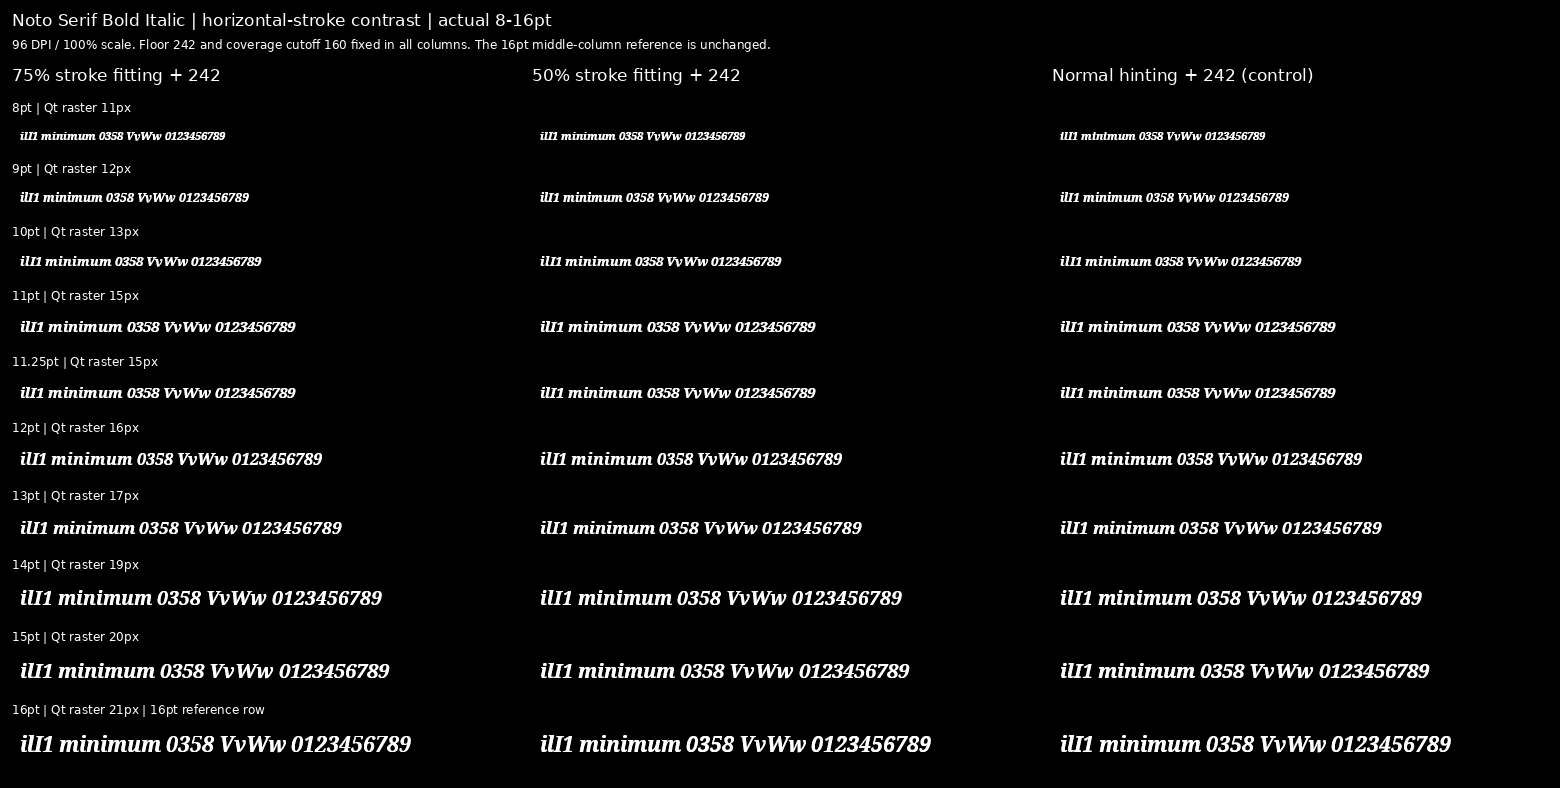 Noto Serif Bold Italic | horizontal-stroke contrast | actual 8-16pt
96 DPI / 100% scale. Floor 242 and coverage cutoff 160 fixed in all columns. The 16pt middle-column reference is unchanged.
75% stroke fitting + 242 50% stroke fitting + 242 Normal hinting + 242 (control)
8pt | Qt raster 11px
ilI1 minimum 0358 VvWw 0123456789 ilI1 minimum 0358 VvWw 0123456789 ilI1 minimum 0358 VvWw 0123456789
9pt | Qt raster 12px
ilI1 minimum 0358 VvWw 0123456789 ilI1 minimum 0358 VvWw 0123456789 ilI1 minimum 0358 VvWw 0123456789
10pt | Qt raster 13px
ilI1 minimum 0358 VvWw 0123456789 ilI1 minimum 0358 VvWw 0123456789 ilI1 minimum 0358 VvWw 0123456789
11pt | Qt raster 15px
ilI1 minimum 0358 VvWw 0123456789 ilI1 minimum 0358 VvWw 0123456789 ilI1 minimum 0358 VvWw 0123456789
11.25pt | Qt raster 15px
ilI1 minimum 0358 VvWw 0123456789 ilI1 minimum 0358 VvWw 0123456789 ilI1 minimum 0358 VvWw 0123456789
12pt | Qt raster 16px
ilI1 minimum 0358 VvWw 0123456789 ilI1 minimum 0358 VvWw 0123456789 ilI1 minimum 0358 VvWw 0123456789
13pt | Qt raster 17px
ilI1 minimum 0358 VvWw 0123456789 ilI1 minimum 0358 VvWw 0123456789 ilI1 minimum 0358 VvWw 0123456789
14pt | Qt raster 19px
ilI1 minimum 0358 VvWw 0123456789 ilI1 minimum 0358 VvWw 0123456789 ilI1 minimum 0358 VvWw 0123456789
15pt | Qt raster 20px
ilI1 minimum 0358 VvWw 0123456789 ilI1 minimum 0358 VvWw 0123456789 ilI1 minimum 0358 VvWw 0123456789
16pt | Qt raster 21px | 16pt reference row
ilI1 minimum 0358 VvWw 0123456789 ilI1 minimum 0358 VvWw 0123456789 ilI1 minimum 0358 VvWw 0123456789